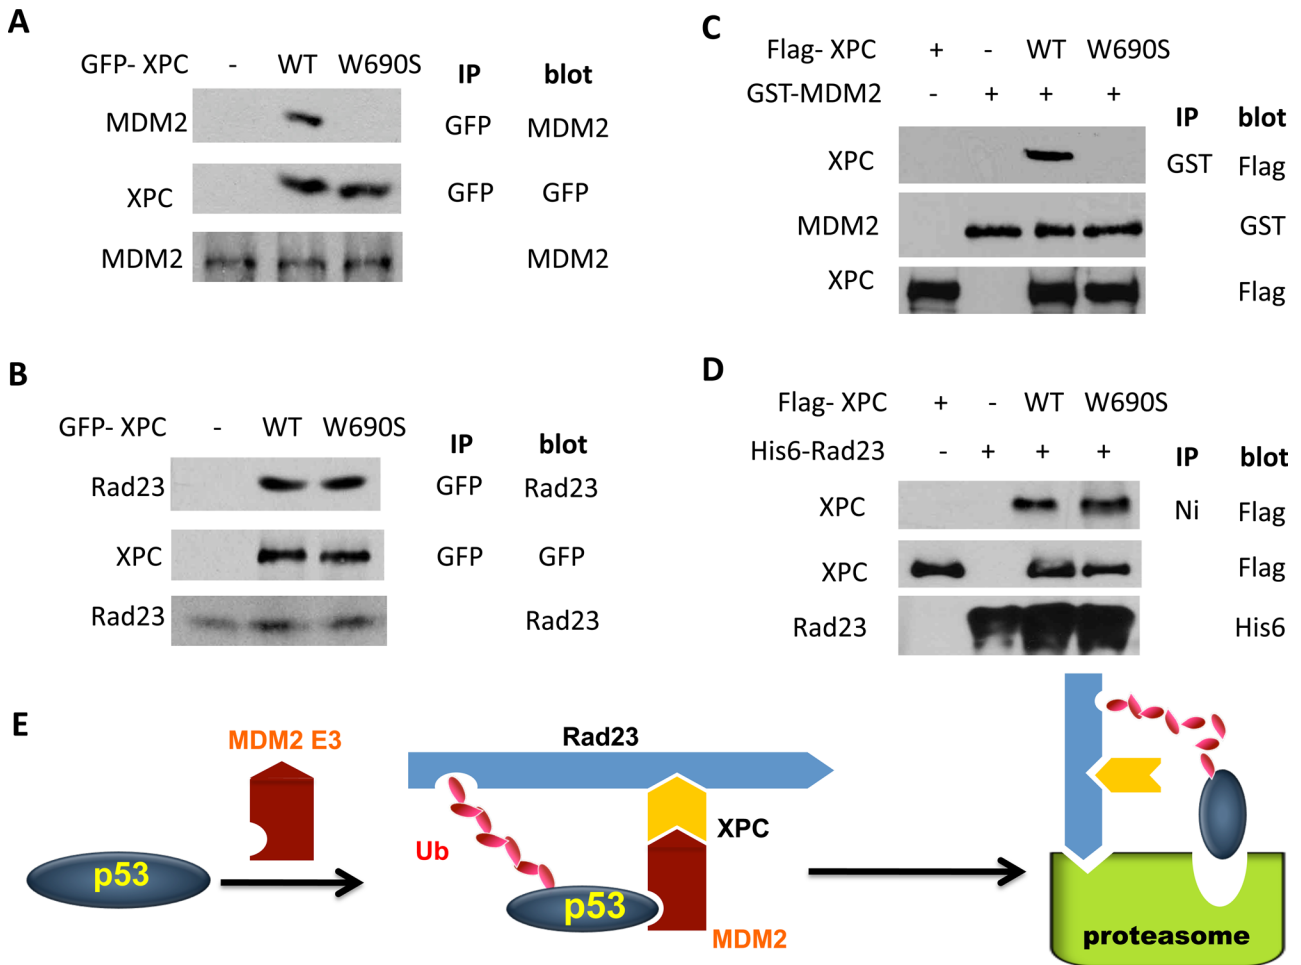 A
GFP- XPC - WT W690S IP blot
MDM2 GFP MDM2
XPC GFP GFP
MDM2 MDM2
B
GFP- XPC - WT W690S IP blot
Rad23 GFP Rad23
XPC GFP GFP
Rad23 Rad23
C
Flag- XPC + - WT W690S
GST-MDM2 - + + + IP blot
XPC GST Flag
MDM2 GST
XPC Flag
D
Flag- XPC + - WT W690S
His6-Rad23 - + + + IP blot
XPC Ni Flag
XPC Flag
Rad23 His6
E
MDM2 E3
p53
Rad23
XPC
Ub
p53
MDM2
proteasome